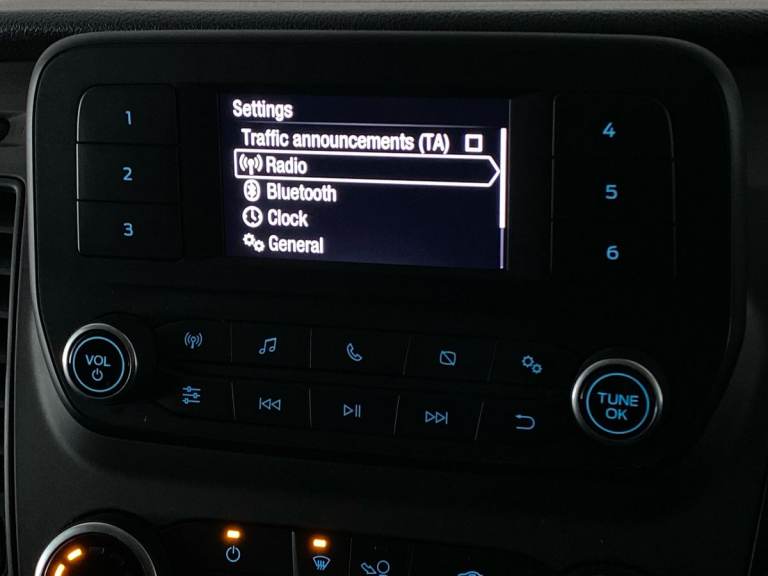 Settings
Traffic announcements (TA)
Radio
Bluetooth
Clock
General
1
2
3
4
5
6
VOL
TUNE
OK